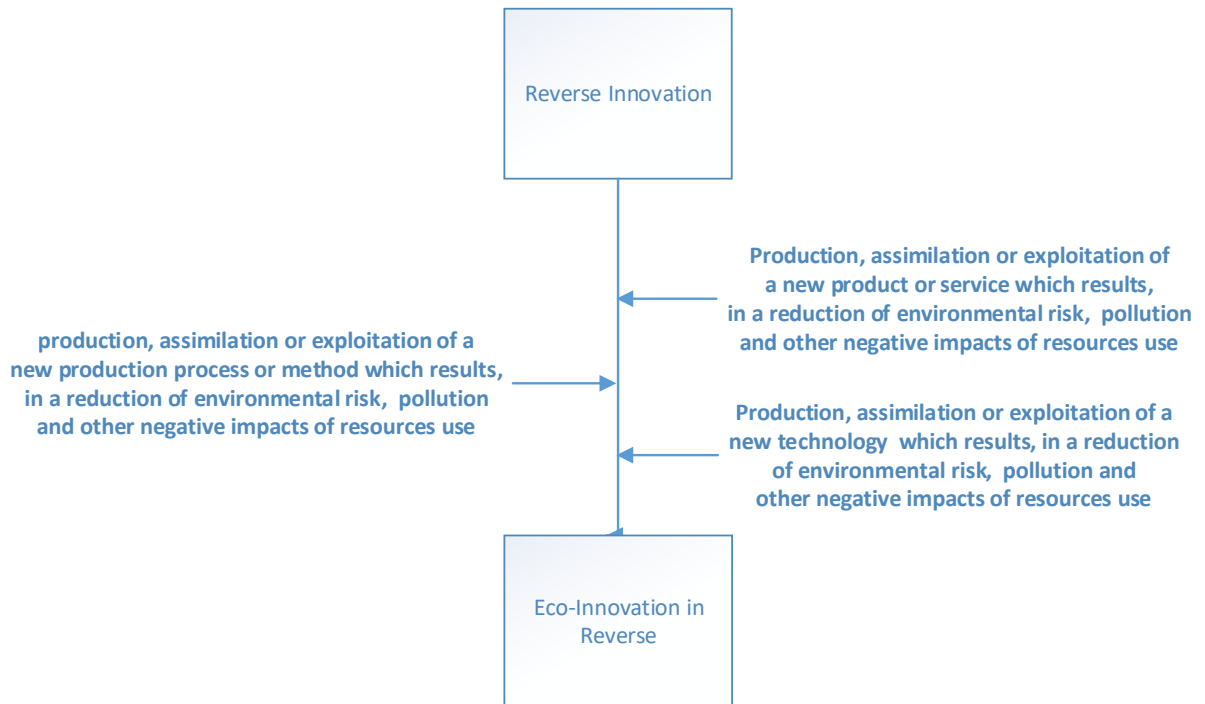 Reverse Innovation
Production, assimilation or exploitation of
a new product or service which results,
in a reduction of environmental risk, pollution
and other negative impacts of resources use
production, assimilation or exploitation of a
new production process or method which results,
in a reduction of environmental risk, pollution
and other negative impacts of resources use
Production, assimilation or exploitation of a
new technology which results, in a reduction
of environmental risk, pollution and
other negative impacts of resources use
Eco-Innovation in
Reverse